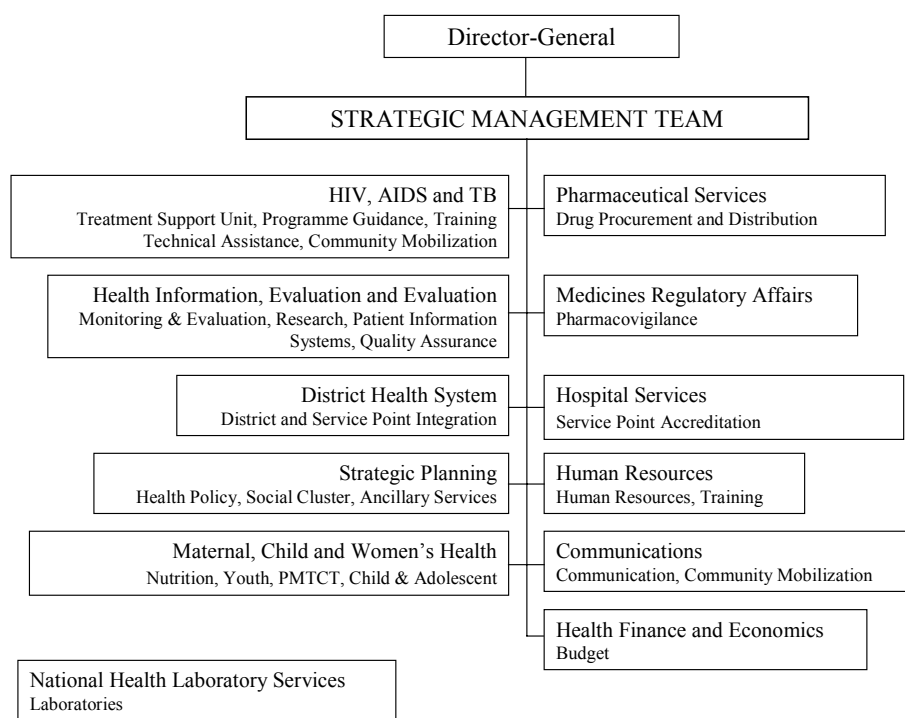 Director-General
STRATEGIC MANAGEMENT TEAM
HIV, AIDS and TB
Treatment Support Unit, Programme Guidance, Training
Technical Assistance, Community Mobilization
Pharmaceutical Services
Drug Procurement and Distribution
Health Information, Evaluation and Evaluation
Monitoring & Evaluation, Research, Patient Information
Systems, Quality Assurance
Medicines Regulatory Affairs
Pharmacovigilance
District Health System
District and Service Point Integration
Hospital Services
Service Point Accreditation
Strategic Planning
Health Policy, Social Cluster, Ancillary Services
Human Resources
Human Resources, Training
Maternal, Child and Women's Health
Nutrition, Youth, PMTCT, Child & Adolescent
Communications
Communication, Community Mobilization
Health Finance and Economics
Budget
National Health Laboratory Services
Laboratories